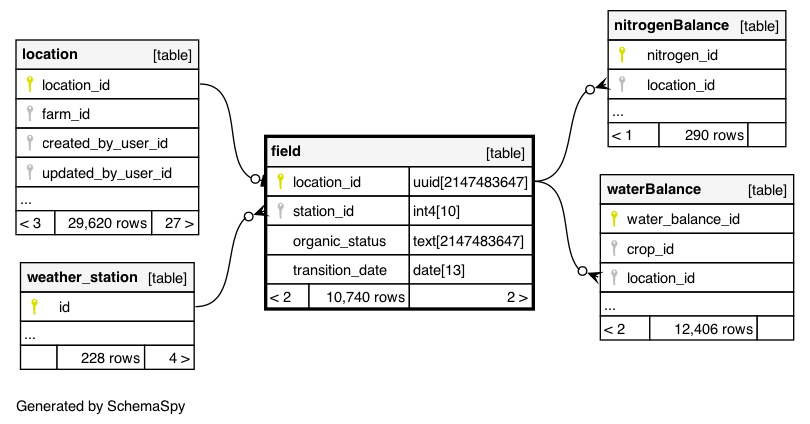 location [table]
location_id
farm_id
created_by_user_id
updated_by_user_id
...
< 3 29,620 rows 27 >
weather_station [table]
id
...
228 rows 4 >
field [table]
location_id uuid[2147483647]
station_id int4[10]
organic_status text[2147483647]
transition_date date[13]
< 2 10,740 rows 2 >
nitrogenBalance [table]
nitrogen_id
location_id
...
< 1 290 rows
waterBalance [table]
water_balance_id
crop_id
location_id
...
< 2 12,406 rows
Generated by SchemaSpy